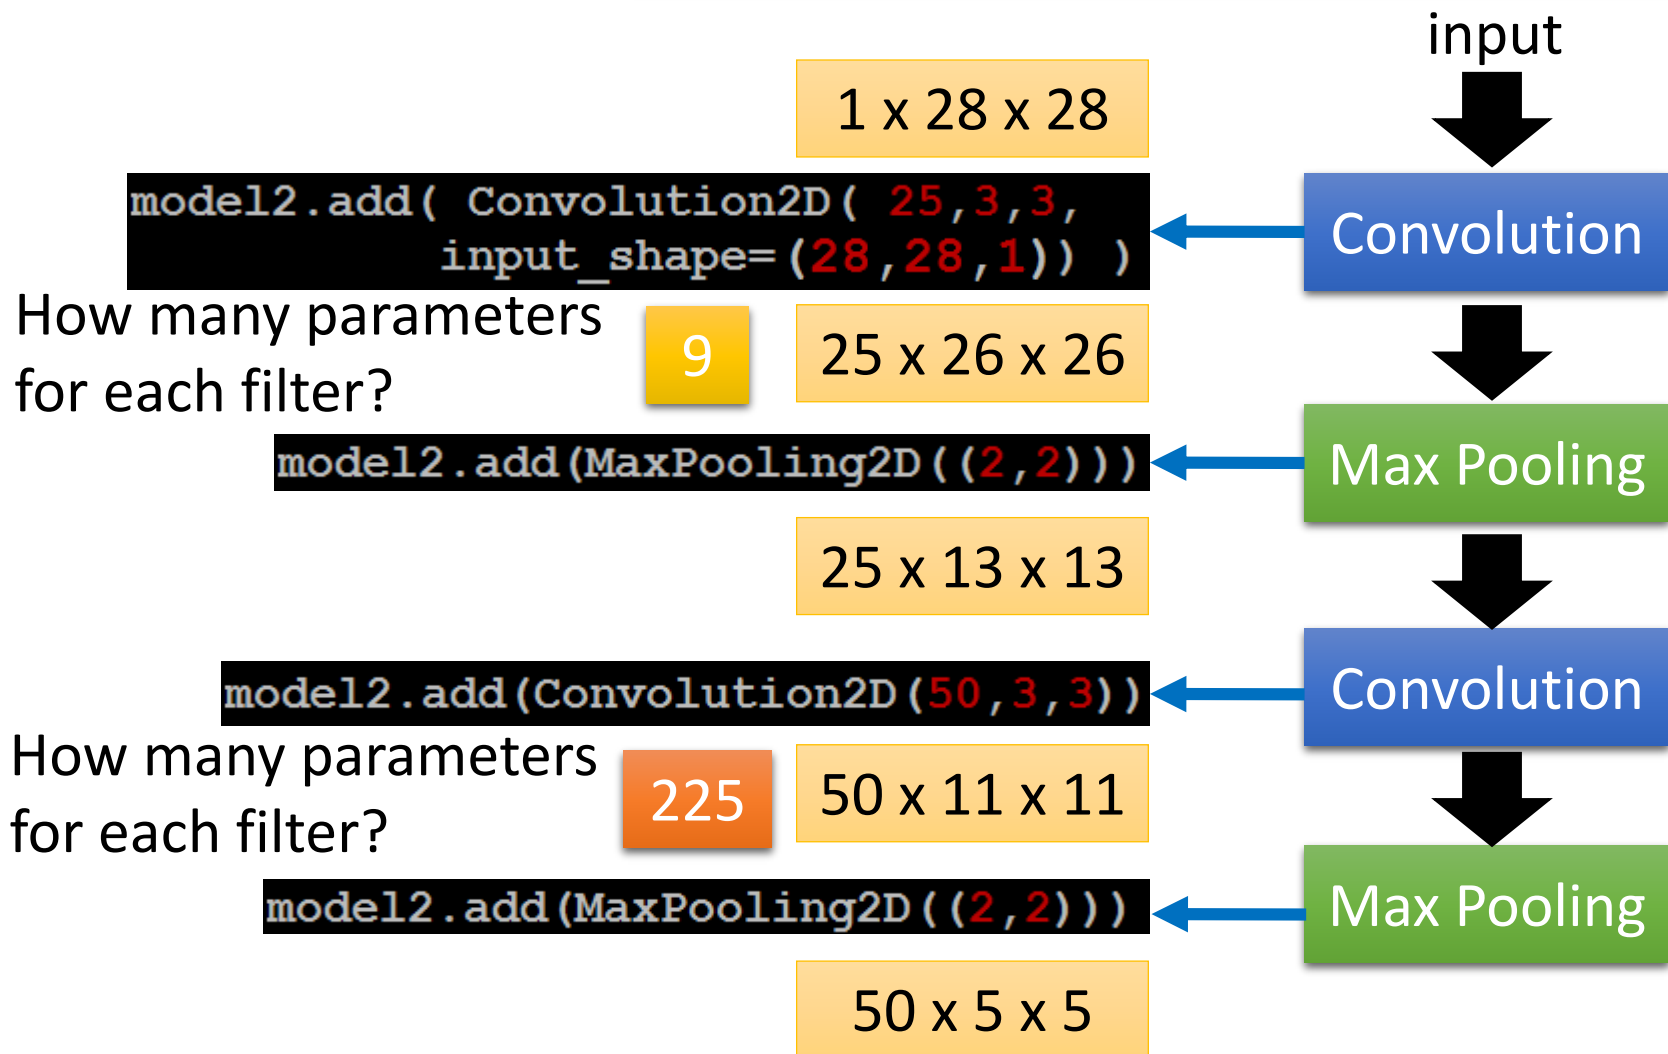 input
1 x 28 x 28
model2.add( Convolution2D( 25,3,3,
input_shape=(28,28,1)) )
Convolution
How many parameters
for each filter?
9
25 x 26 x 26
model2.add(MaxPooling2D((2,2)))
Max Pooling
25 x 13 x 13
model2.add(Convolution2D(50,3,3))
Convolution
How many parameters
for each filter?
225
50 x 11 x 11
model2.add(MaxPooling2D((2,2)))
Max Pooling
50 x 5 x 5